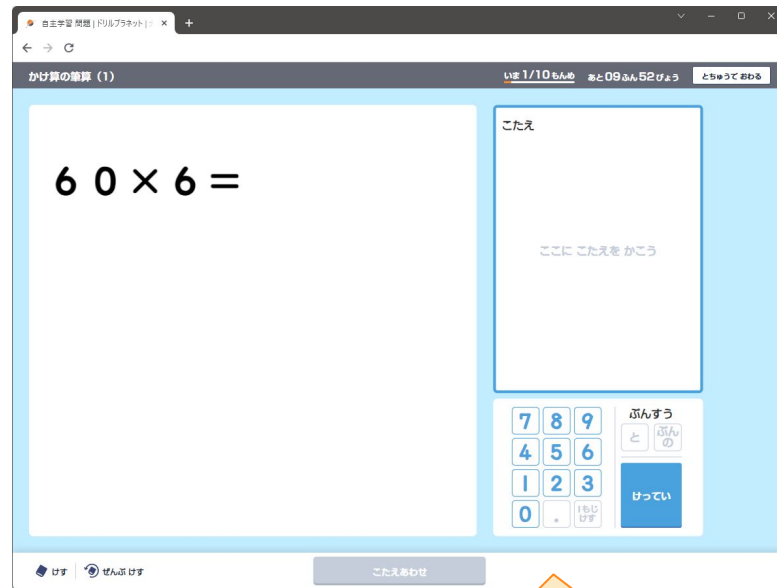 自主学習 問題 | ドリルプラネット |
かけ算の筆算（1）
いま1/10もんめ
あと09ふん52びょう
とちゅうで おわる
60×6＝
こたえ
ここに こたえを かこう
7 8 9
4 5 6
1 2 3
0 . 1もじ けす
ぶんすう
と ぶんの
けってい
けす
ぜんぶ けす
こたえあわせ